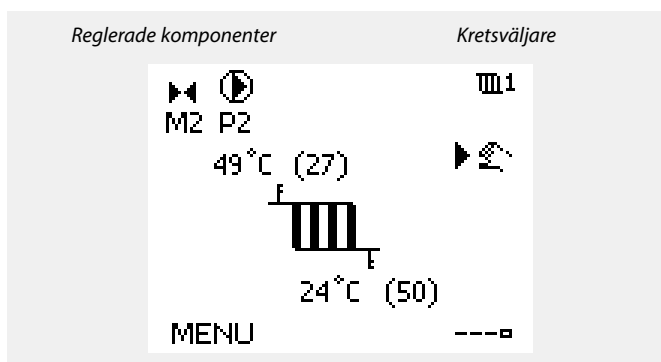 Reglerade komponenter Kretsväljare
1
M2 P2
49°C (27)
24°C (50)
MENU ---